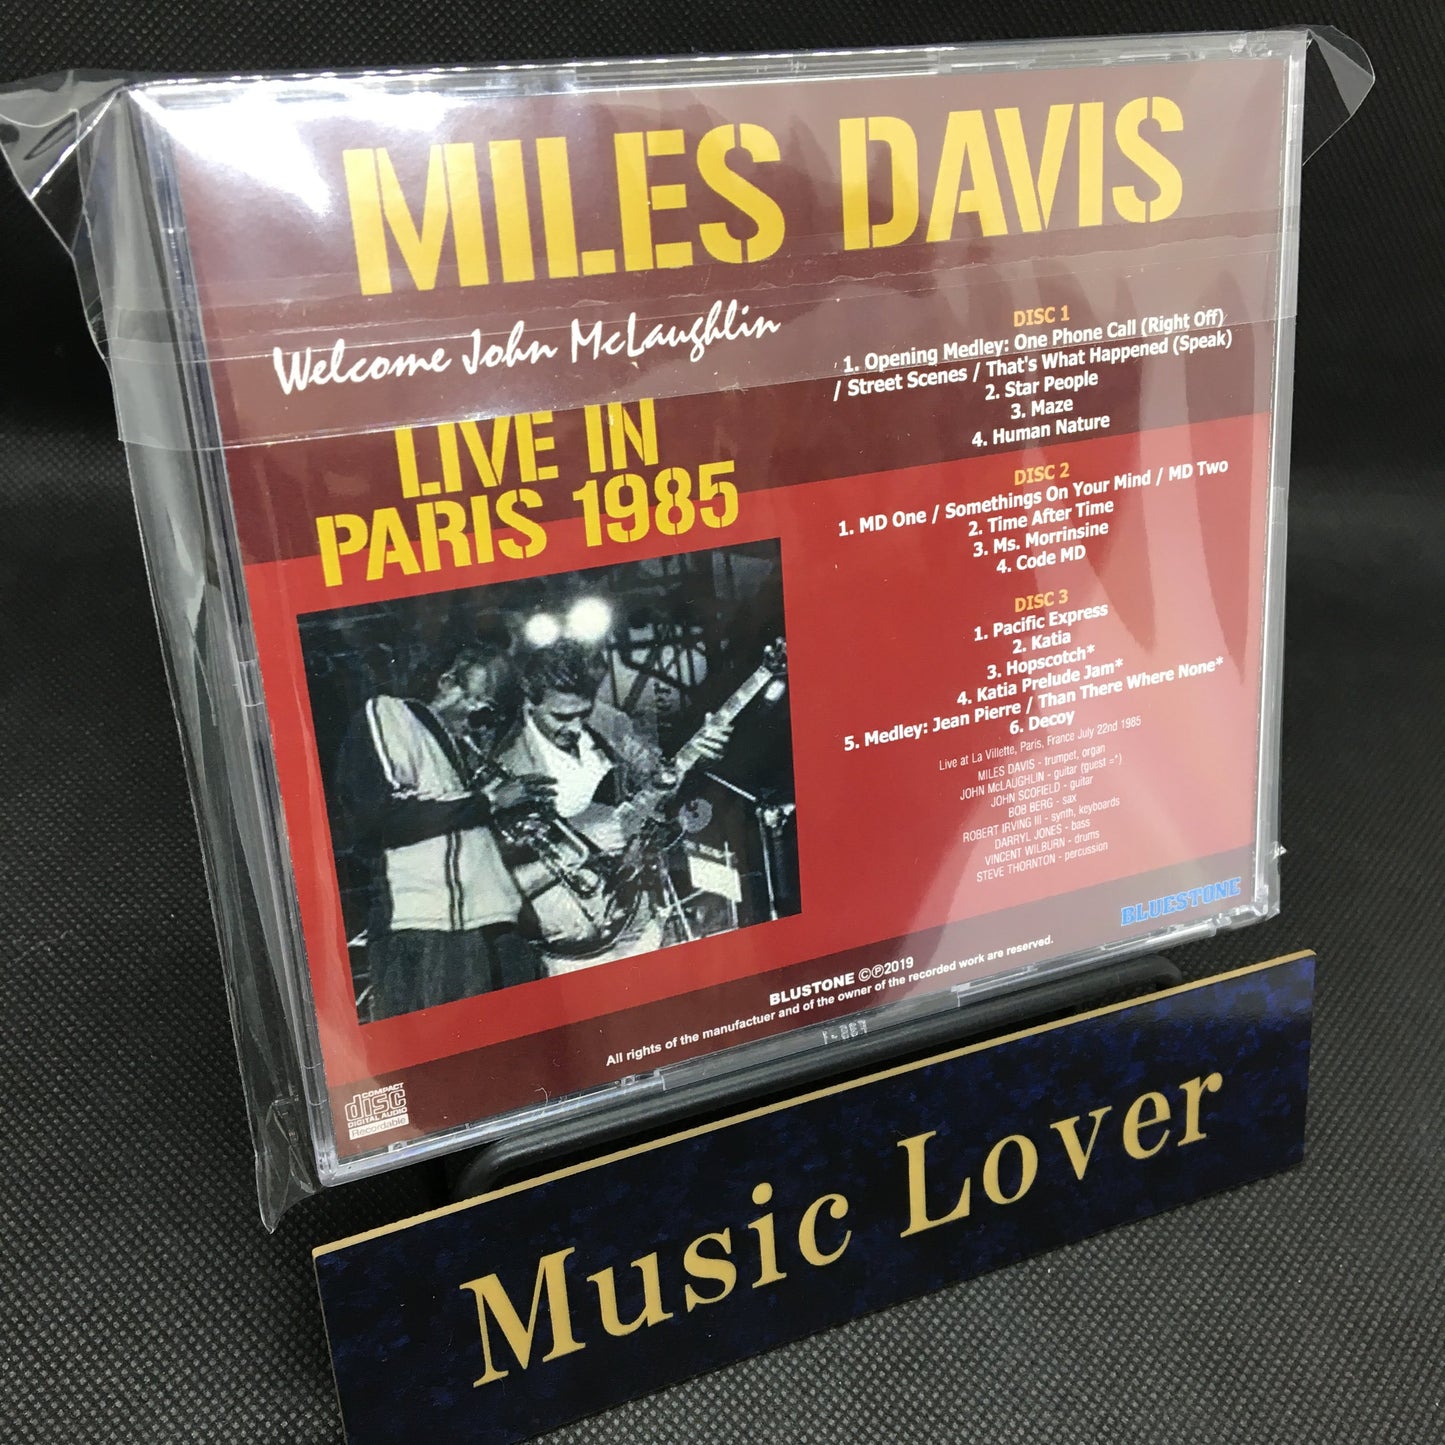 MILES DAVIS
Welcome John McLaughlin
LIVE IN
PARIS 1985
DISC 1
1. Opening Medley: One Phone Call (Right Off)
/ Street Scenes / That's What Happened (Speak)
2. Star People
3. Maze
4. Human Nature
DISC 2
1. MD One / Somethings On Your Mind / MD Two
2. Time After Time
3. Ms. Morrinsine
4. Code MD
DISC 3
1. Pacific Express
2. Katia
3. Hopscotch*
4. Katia Prelude Jam*
5. Medley: Jean Pierre / Than There Where None*
6. Decoy
Live at La Villette, Paris, France July 22nd 1985
MILES DAVIS - trumpet, organ
JOHN McLAUGHLIN - guitar (guest =*)
JOHN SCOFIELD - guitar
BOB BERG - sax
ROBERT IRVING III - synth, keyboards
DARRYL JONES - bass
VINCENT WILBURN - drums
STEVE THORNTON - percussion
BLUESTONE
BLUSTONE ©℗2019
All rights of the manufactuer and of the owner of the recorded work are reserved.
COMPACT
disc
DIGITAL AUDIO
Recordable
Music Lover